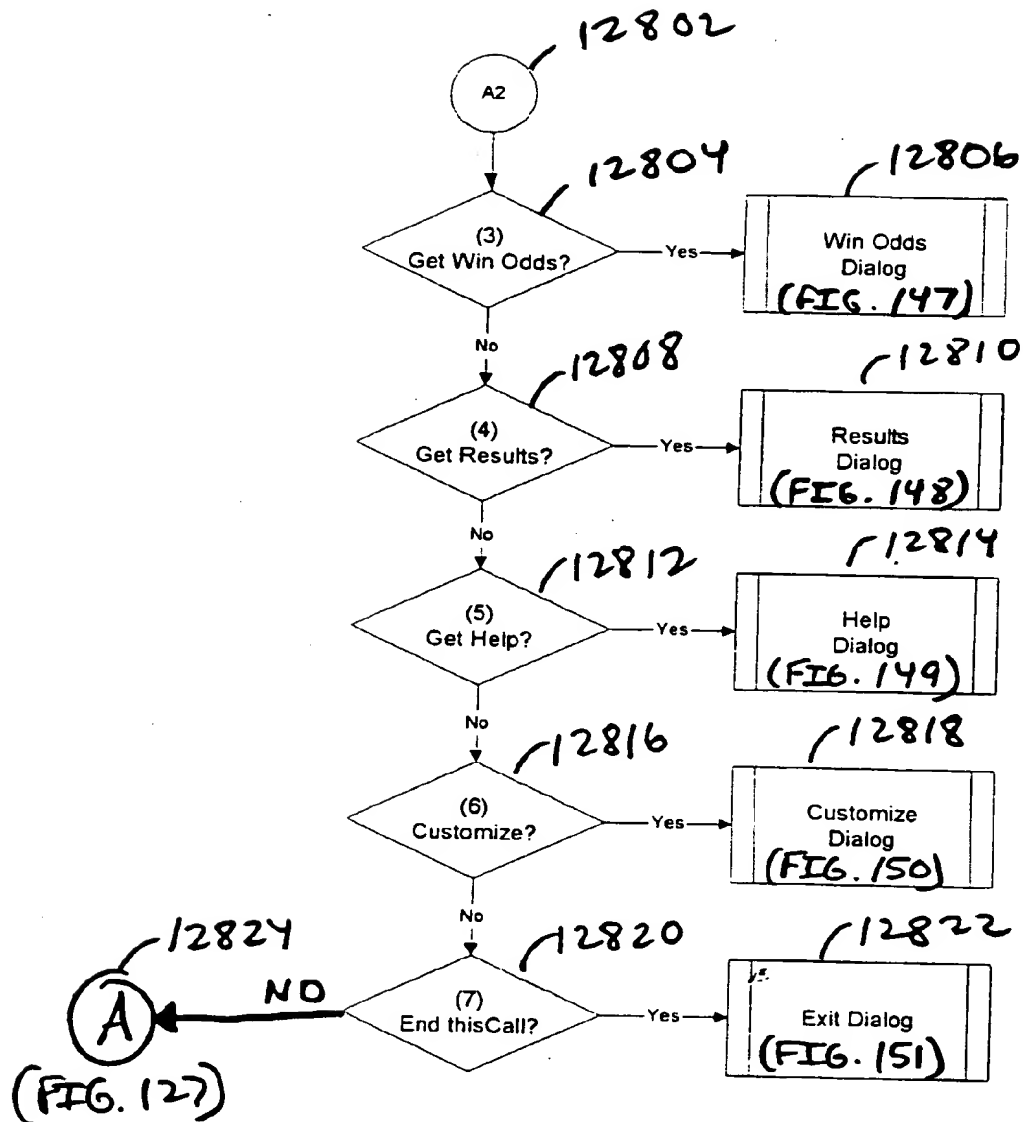 12802
A2
12804
12806
(3)
Get Win Odds?
Yes
Win Odds
Dialog
(FIG. 147)
No
12808
12810
(4)
Get Results?
Yes
Results
Dialog
(FIG. 148)
No
12812
12814
(5)
Get Help?
Yes
Help
Dialog
(FIG. 149)
No
12816
12818
(6)
Customize?
Yes
Customize
Dialog
(FIG. 150)
No
12824
12820
12822
A
NO
(7)
End thisCall?
Yes
Exit Dialog
(FIG. 151)
(FIG. 127)